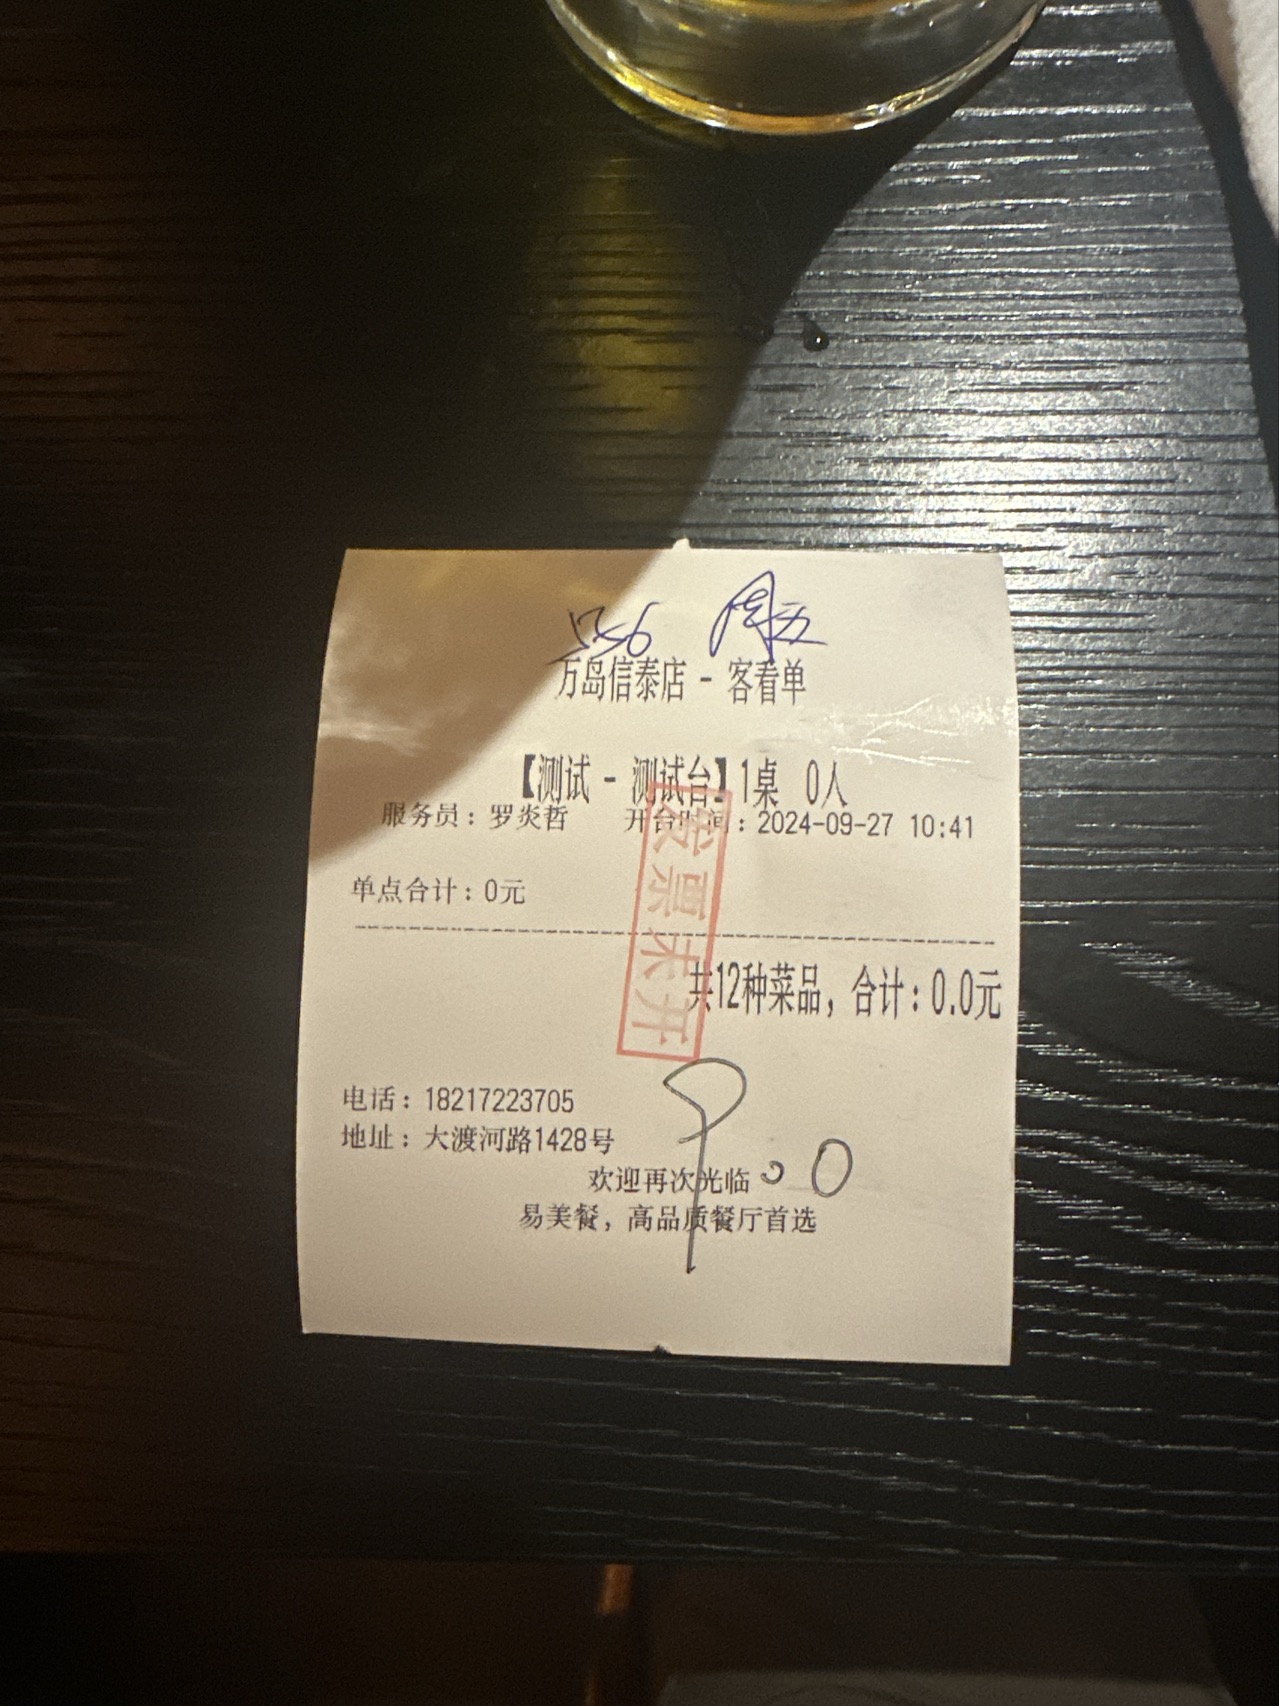 周五
万岛信泰店 - 客看单
【测试 - 测试台】1桌 0人
服务员：罗炎哲 开台时间：2024-09-27 10:41
单点合计：0元
发票未开
共12种菜品，合计：0.0元
电话：18217223705
地址：大渡河路1428号
欢迎再次光临
易美餐，高品质餐厅首选